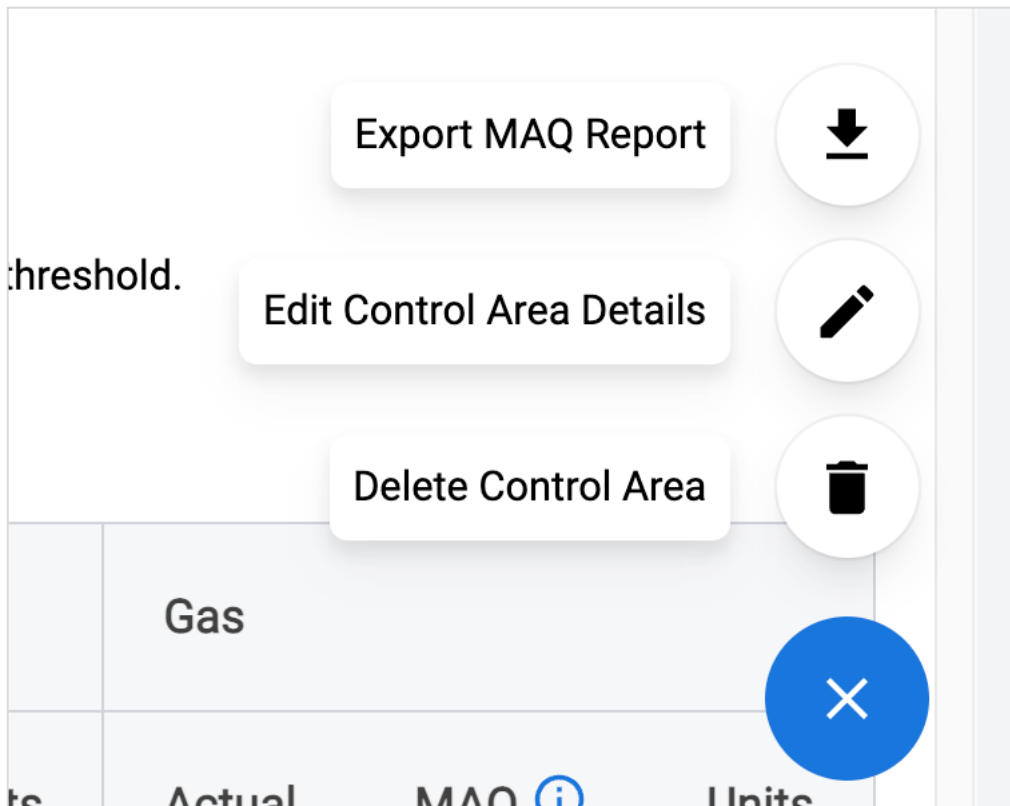 Export MAQ Report
threshold.
Edit Control Area Details
Delete Control Area
Gas
Actual MAQ Units